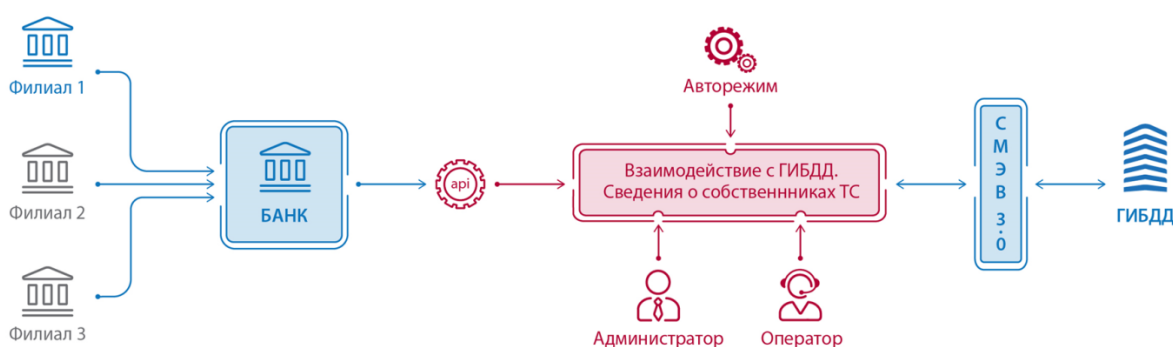 Филиал 1
Филиал 2
Филиал 3
БАНК
api
Авторежим
Взаимодействие с ГИБДД.
Сведения о собственнниках ТС
Администратор
Оператор
СМЭВ 3.0
ГИБДД